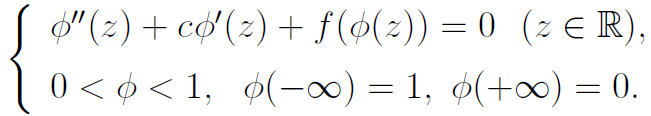 ϕ″(z) + cϕ′(z) + f(ϕ(z)) = 0 (z ∈ ℝ),
0 < ϕ < 1, ϕ(−∞) = 1, ϕ(+∞) = 0.